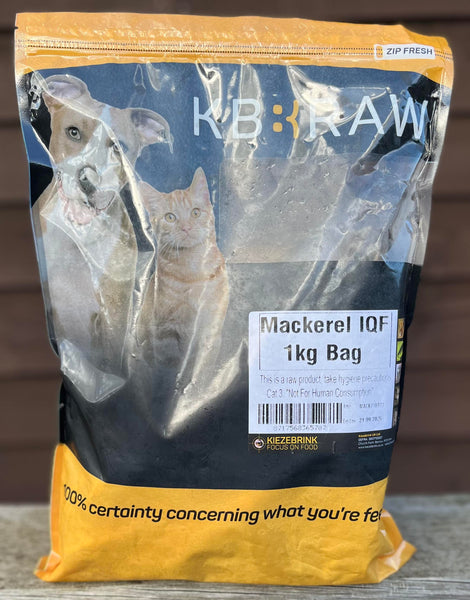 ZIP FRESH
KB RAW
Mackerel IQF
1kg Bag
This is a raw product, take hygiene precautions
Cat 3. "Not For Human Consumption"
8717568365782
KIEZEBRINK
FOCUS ON FOOD
100% certainty concerning what you're fe